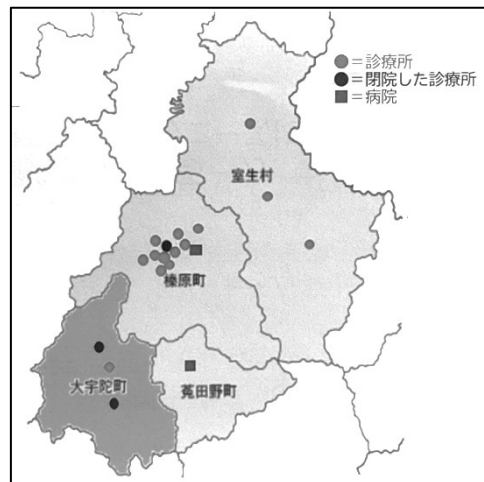 ●=診療所
●=閉院した診療所
■=病院
室生村
榛原町
大宇陀町
菟田野町